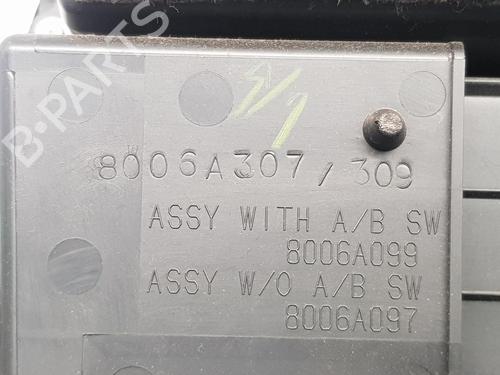 B-PARTS
8006A307/309
ASSY WITH A/B SW
8006A099
ASSY W/O A/B SW
8006A097